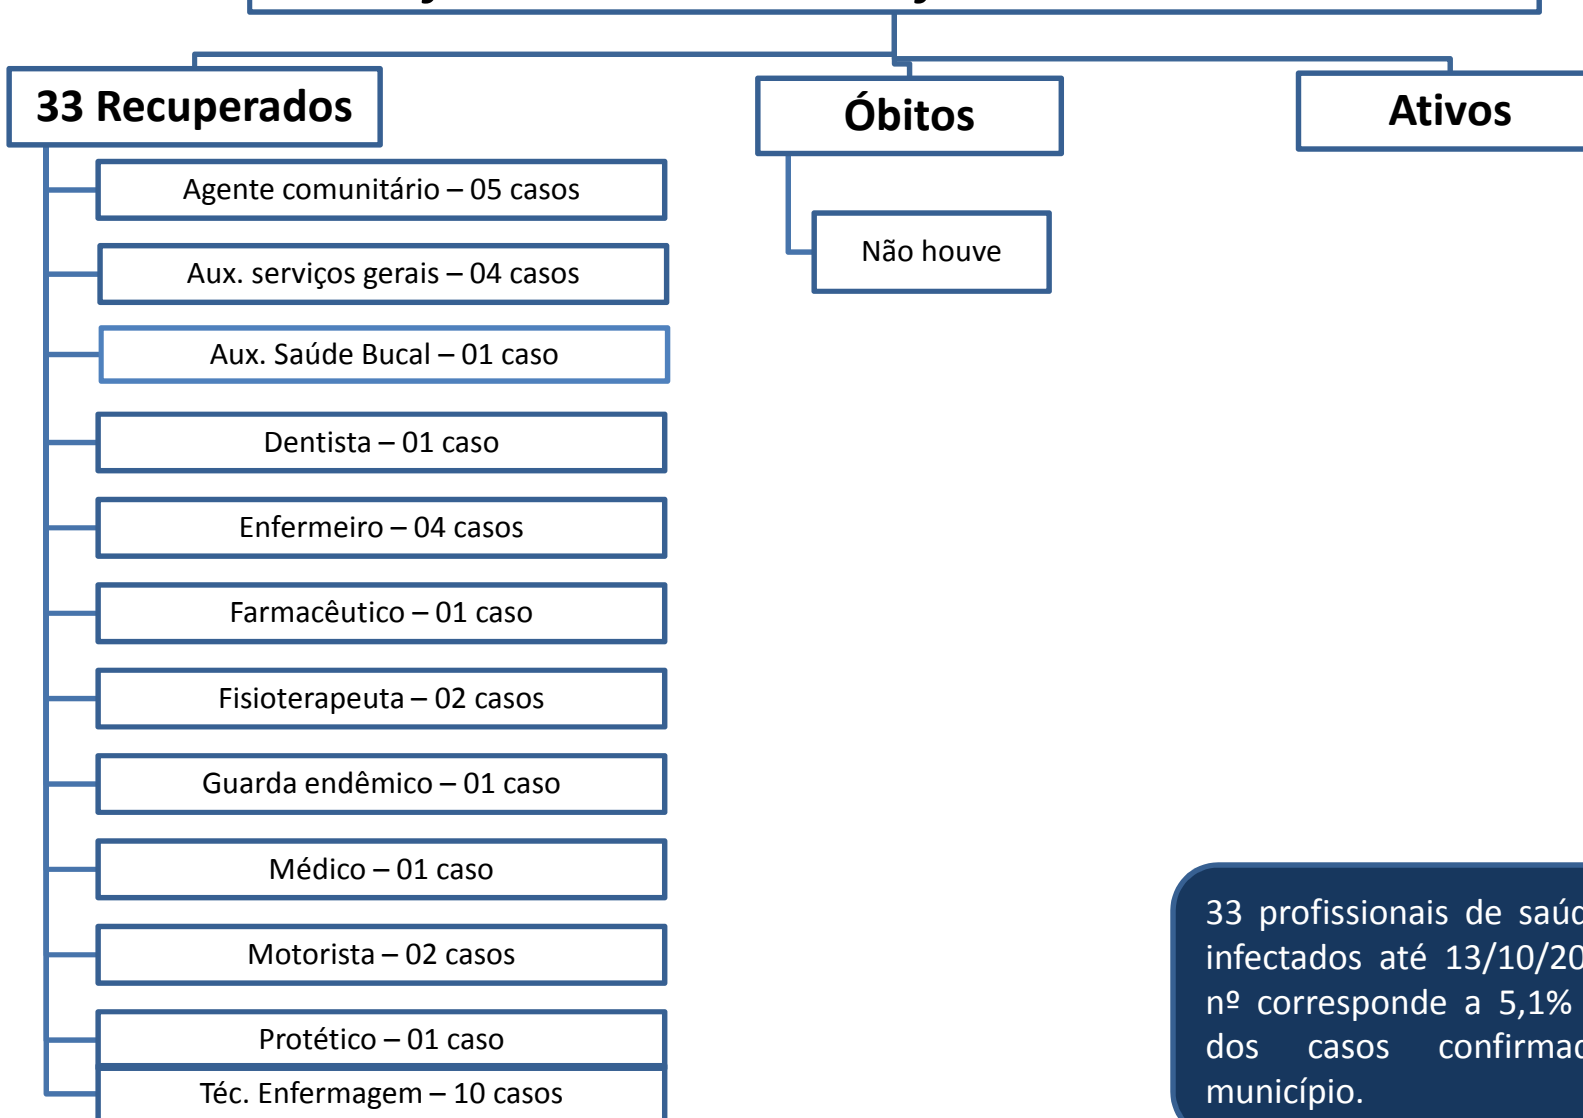 33 Recuperados
Óbitos
Ativos
Agente comunitário – 05 casos
Aux. serviços gerais – 04 casos
Aux. Saúde Bucal – 01 caso
Dentista – 01 caso
Enfermeiro – 04 casos
Farmacêutico – 01 caso
Fisioterapeuta – 02 casos
Guarda endêmico – 01 caso
Médico – 01 caso
Motorista – 02 casos
Protético – 01 caso
Téc. Enfermagem – 10 casos
Não houve
33 profissionais de
infectados até
nº corresponde a 5,1%
dos casos
município.